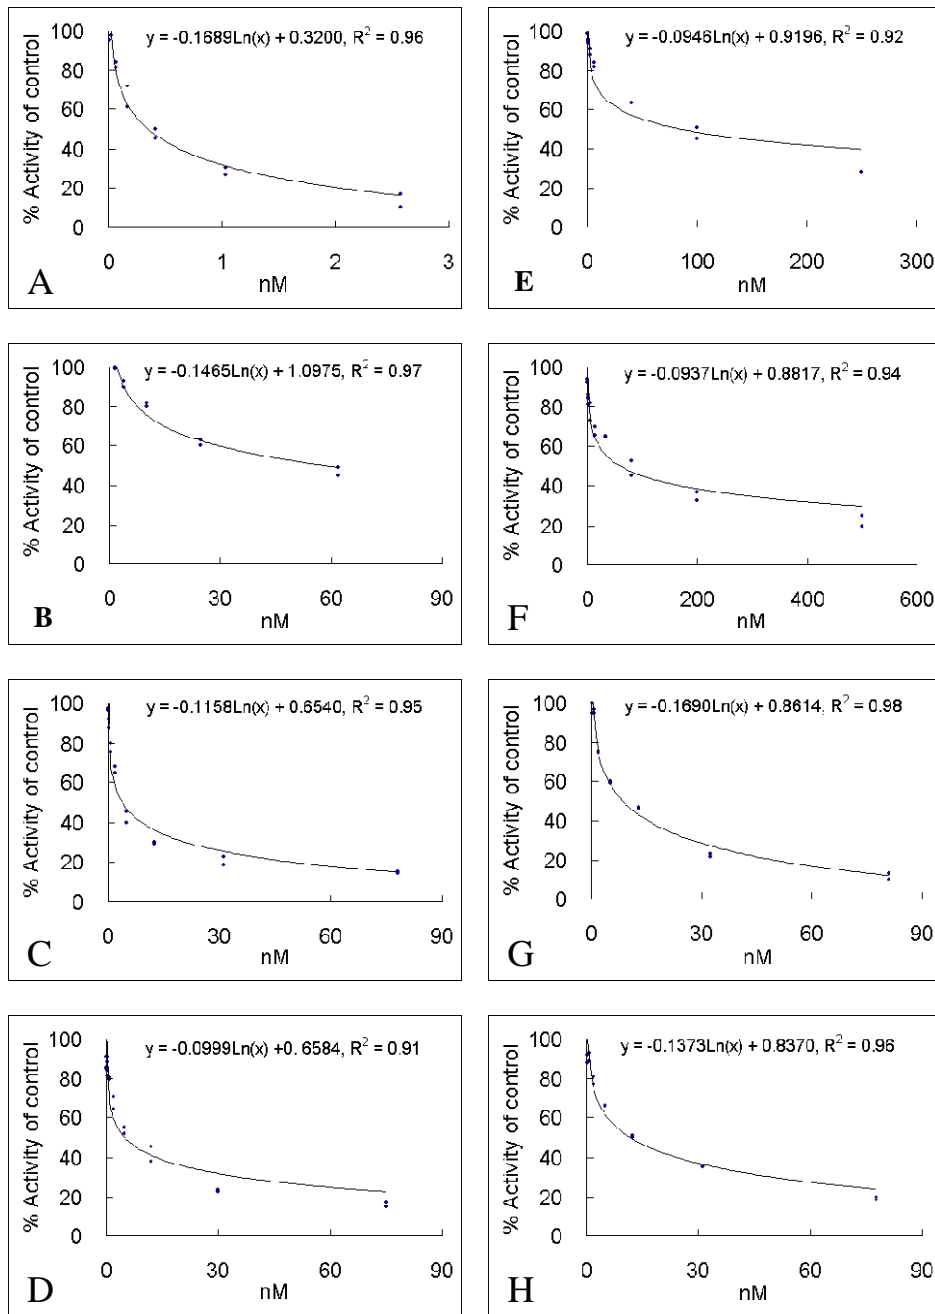 y = -0.1689Ln(x) + 0.3200, R² = 0.96
% Activity of control
100
80
60
40
20
0
0 1 2 3
nM
A
y = -0.0946Ln(x) + 0.9196, R² = 0.92
% Activity of control
100
80
60
40
20
0
0 100 200 300
nM
E
y = -0.1465Ln(x) + 1.0975, R² = 0.97
% Activity of control
100
80
60
40
20
0
0 30 60 90
nM
B
y = -0.0937Ln(x) + 0.8817, R² = 0.94
% Activity of control
100
80
60
40
20
0
0 200 400 600
nM
F
y = -0.1158Ln(x) + 0.6540, R² = 0.95
% Activity of control
100
80
60
40
20
0
0 30 60 90
nM
C
y = -0.1690Ln(x) + 0.8614, R² = 0.98
% Activity of control
100
80
60
40
20
0
0 30 60 90
nM
G
y = -0.0999Ln(x) +0.6584, R² = 0.91
% Activity of control
100
80
60
40
20
0
0 30 60 90
nM
D
y = -0.1373Ln(x) + 0.8370, R² = 0.96
% Activity of control
100
80
60
40
20
0
0 30 60 90
nM
H